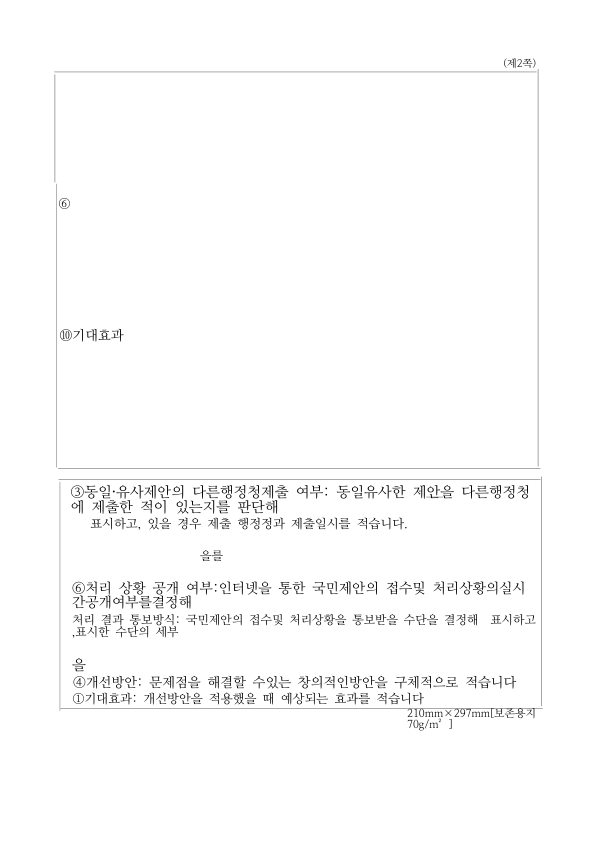 (제2쪽)
⑥
⑩기대효과
③동일·유사제안의 다른행정청제출 여부: 동일유사한 제안을 다른행정청
에 제출한 적이 있는지를 판단해
표시하고, 있을 경우 제출 행정정과 제출일시를 적습니다.
을를
⑥처리 상황 공개 여부:인터넷을 통한 국민제안의 접수및 처리상황의실시
간공개여부를결정해
처리 결과 통보방식: 국민제안의 접수및 처리상황을 통보받을 수단을 결정해 표시하고
,표시한 수단의 세부
을
④개선방안: 문제점을 해결할 수있는 창의적인방안을 구체적으로 적습니다
①기대효과: 개선방안을 적용했을 때 예상되는 효과를 적습니다
210mm×297mm[보존용지
70g/m² ]